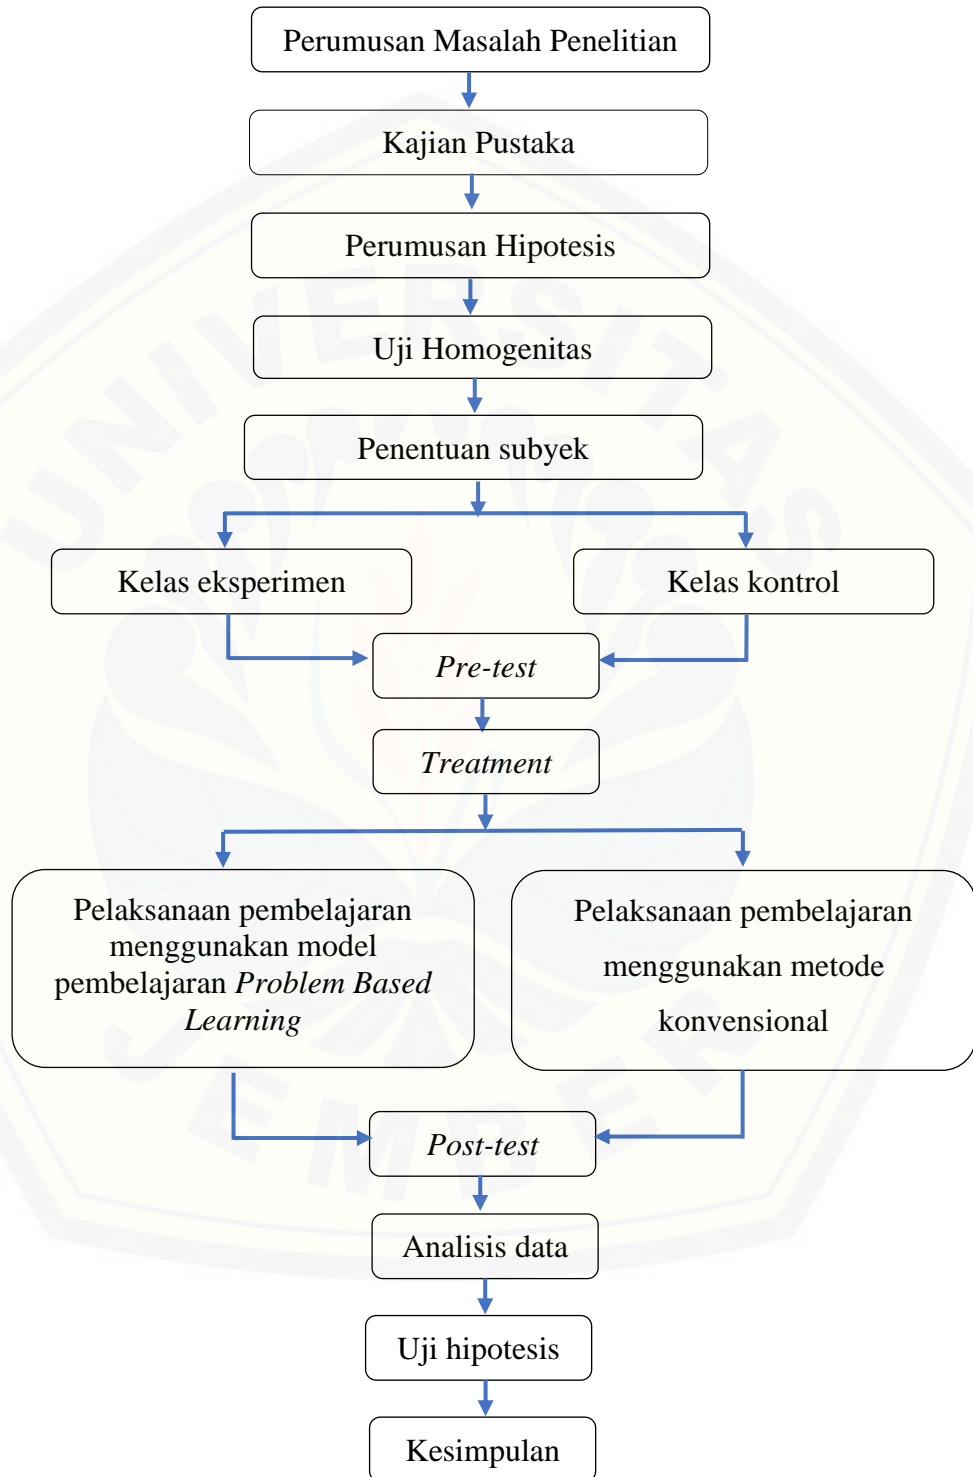 Perumusan Masalah Penelitian
Kajian Pustaka
Perumusan Hipotesis
Uji Homogenitas
Penentuan subyek
Kelas eksperimen
Kelas kontrol
Pre-test
Treatment
Pelaksanaan pembelajaran
menggunakan model
pembelajaran Problem Based
Learning
Pelaksanaan pembelajaran
menggunakan metode
konvensional
Post-test
Analisis data
Uji hipotesis
Kesimpulan
UNIVERSITAS
JEMBER